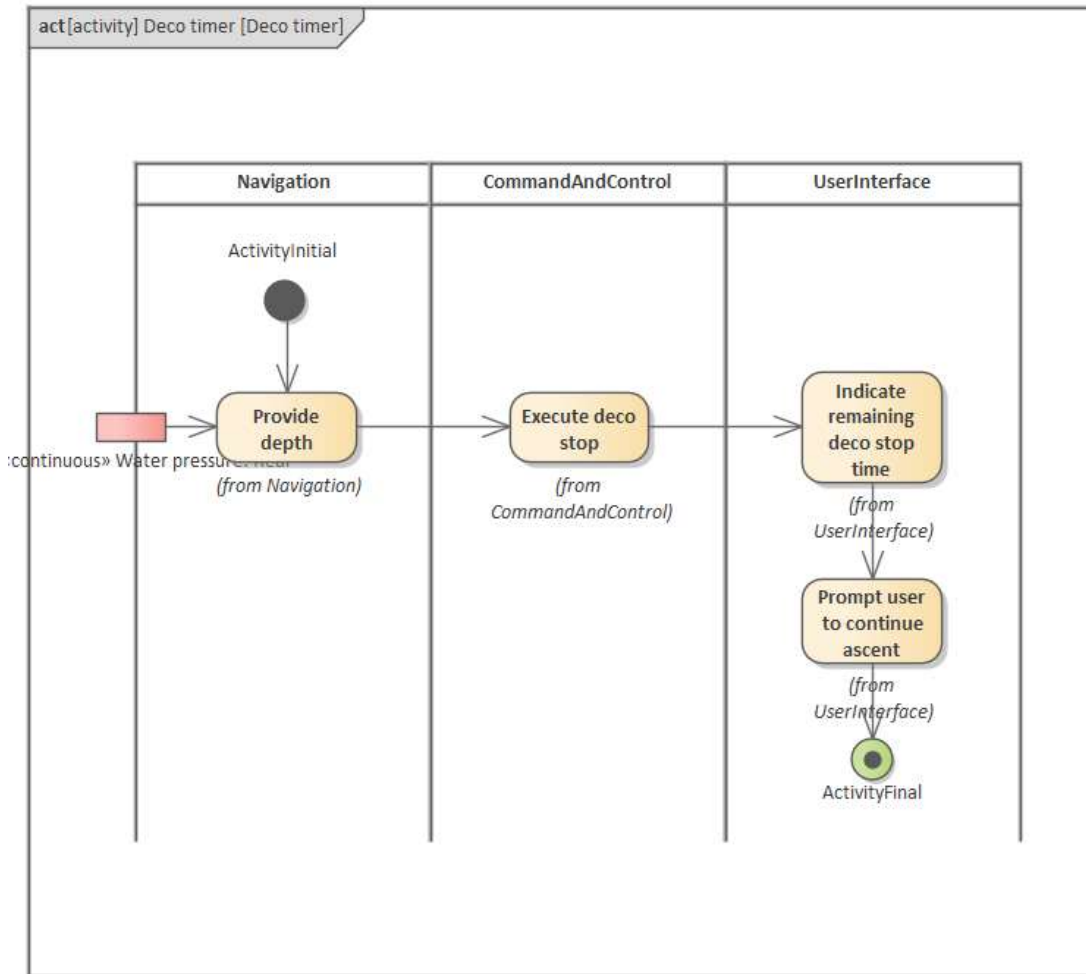 act [activity] Deco timer [Deco timer]
Navigation
CommandAndControl
UserInterface
ActivityInitial
Provide
depth
(from Navigation)
continuous» Water pressure:
Execute deco
stop
(from
CommandAndControl)
Indicate
remaining
deco stop
time
(from
UserInterface)
Prompt user
to continue
ascent
(from
UserInterface)
ActivityFinal